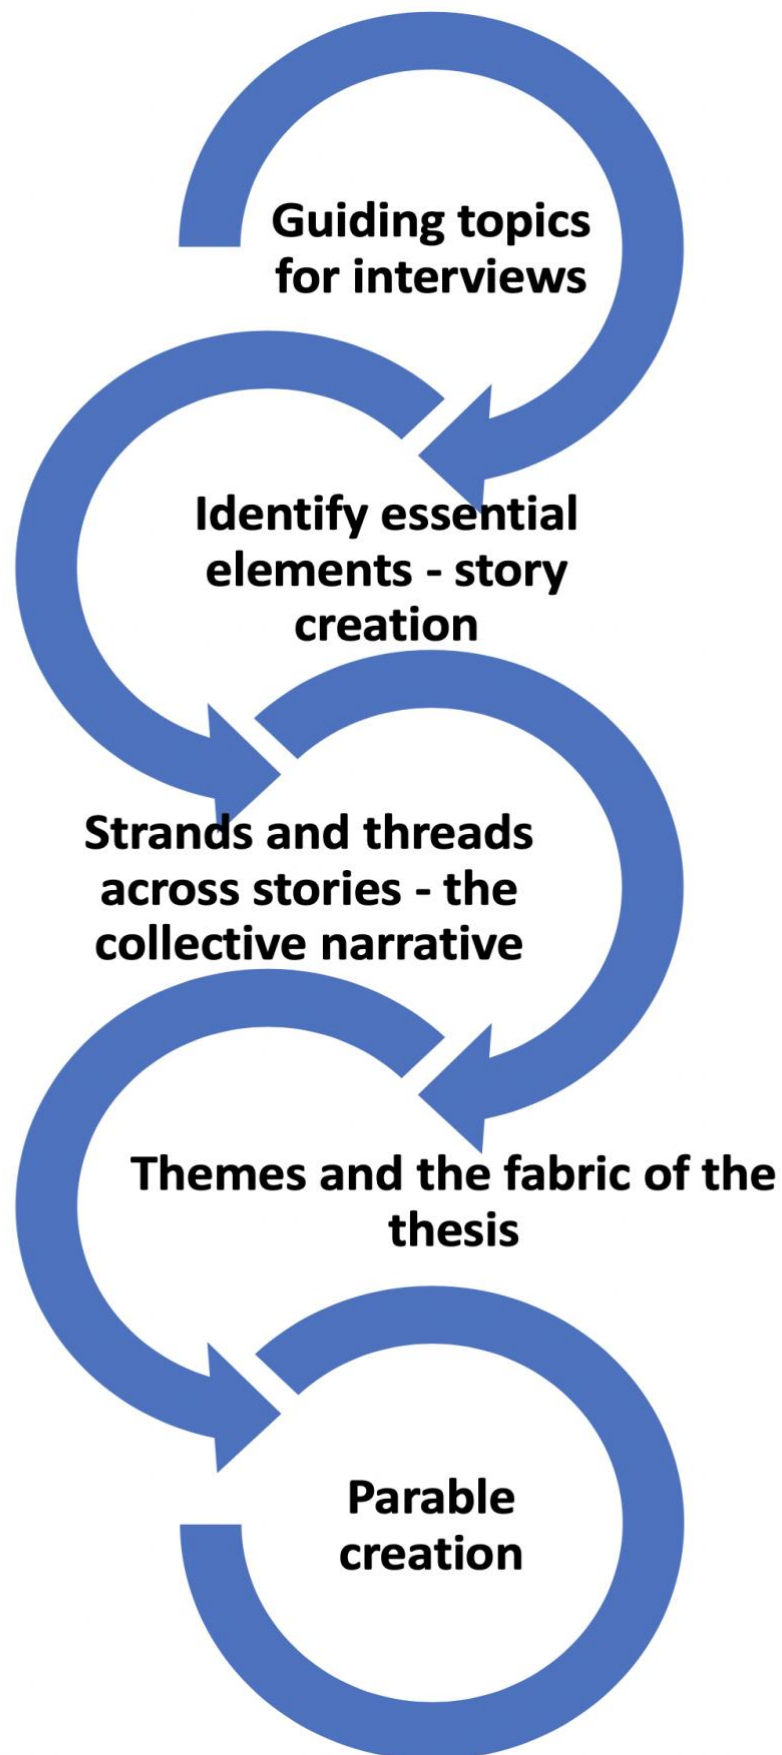 Guiding topics
for interviews
Identify essential
elements - story
creation
Strands and threads
across stories - the
collective narrative
Themes and the fabric of the
thesis
Parable
creation